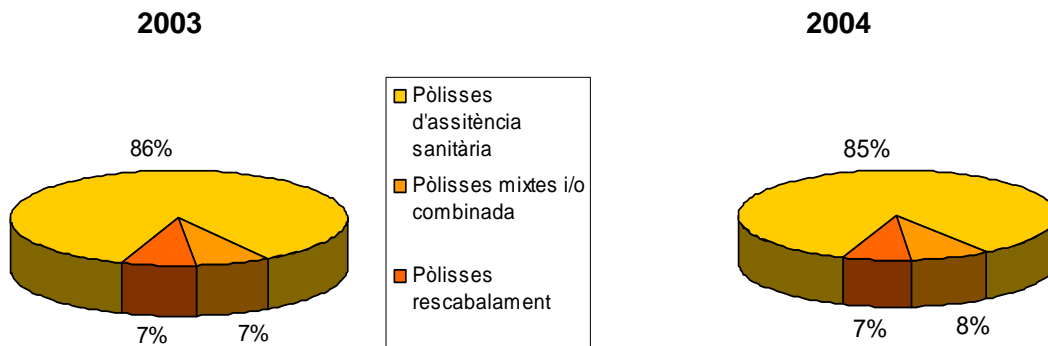 2003
2004
86%
7%
7%
Pòlisses
d'assitència
sanitària
Pòlisses mixtes i/o
combinada
Pòlisses
rescabalament
85%
7%
8%